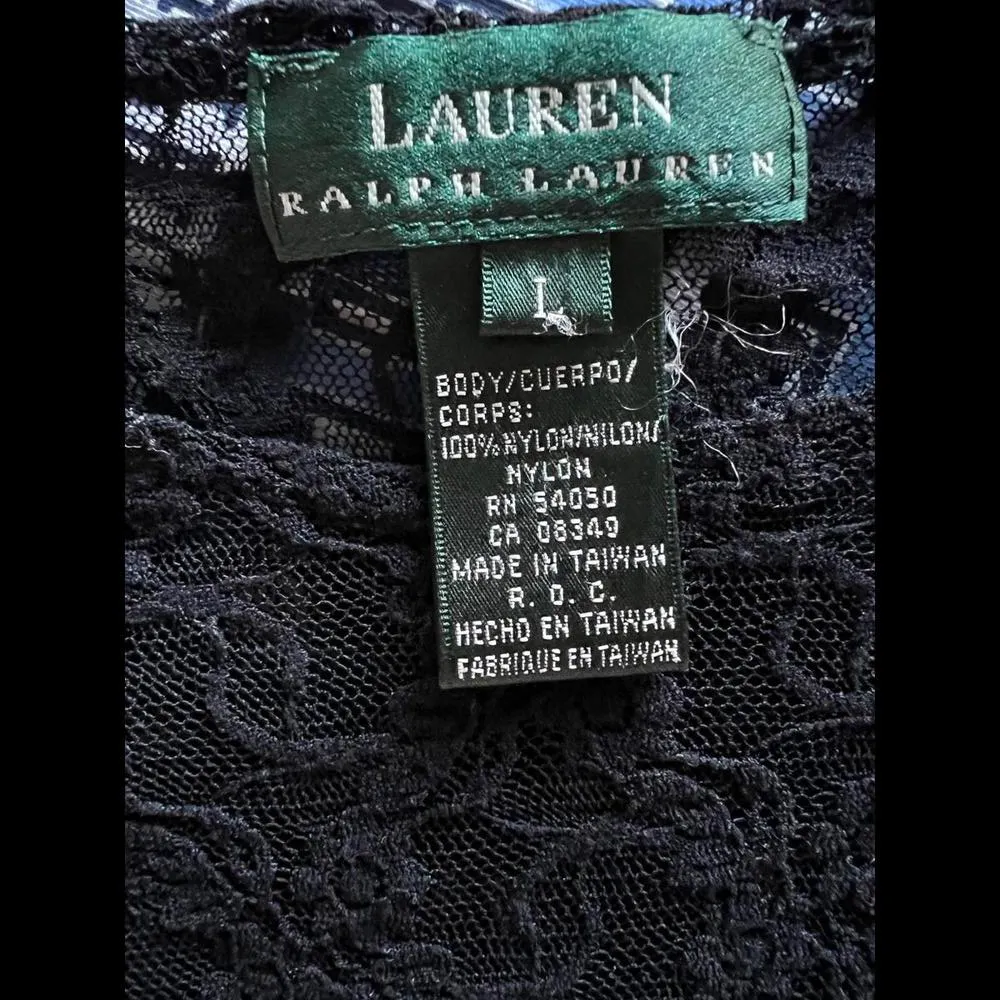 LAUREN
RALPH LAUREN
L
BODY/CUERPO/
CORPS:
100% NYLON/NILON/
NYLON
RN 54050
CA 08349
MADE IN TAIWAN
R. O. C.
HECHO EN TAIWAN
FABRIQUE EN TAIWAN